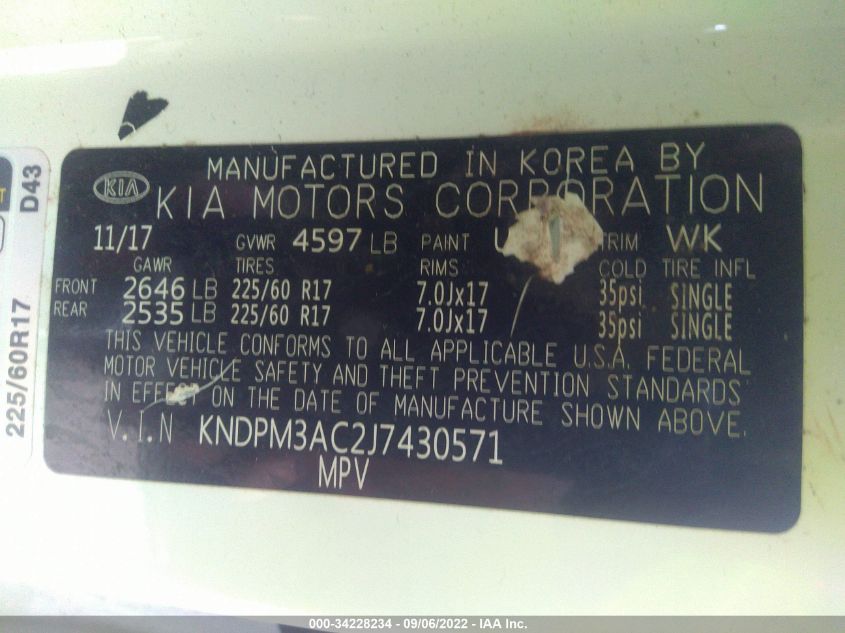 MANUFACTURED IN KOREA BY
KIA KIA MOTORS CORPORATION
11/17 GVWR 4597 LB PAINT TRIM WK
GAWR TIRES RIMS COLD TIRE INFL
FRONT 2646 LB 225/60 R17 7.0Jx17 35psi SINGLE
REAR 2535 LB 225/60 R17 7.0Jx17 35psi SINGLE
THIS VEHICLE CONFORMS TO ALL APPLICABLE U.S.A. FEDERAL
MOTOR VEHICLE SAFETY AND THEFT PREVENTION STANDARDS
IN EFFECT ON THE DATE OF MANUFACTURE SHOWN ABOVE.
V.I.N KNDPM3AC2J7430571
MPV
D43
225/60R17
000-34228234 - 09/06/2022 - IAA Inc.